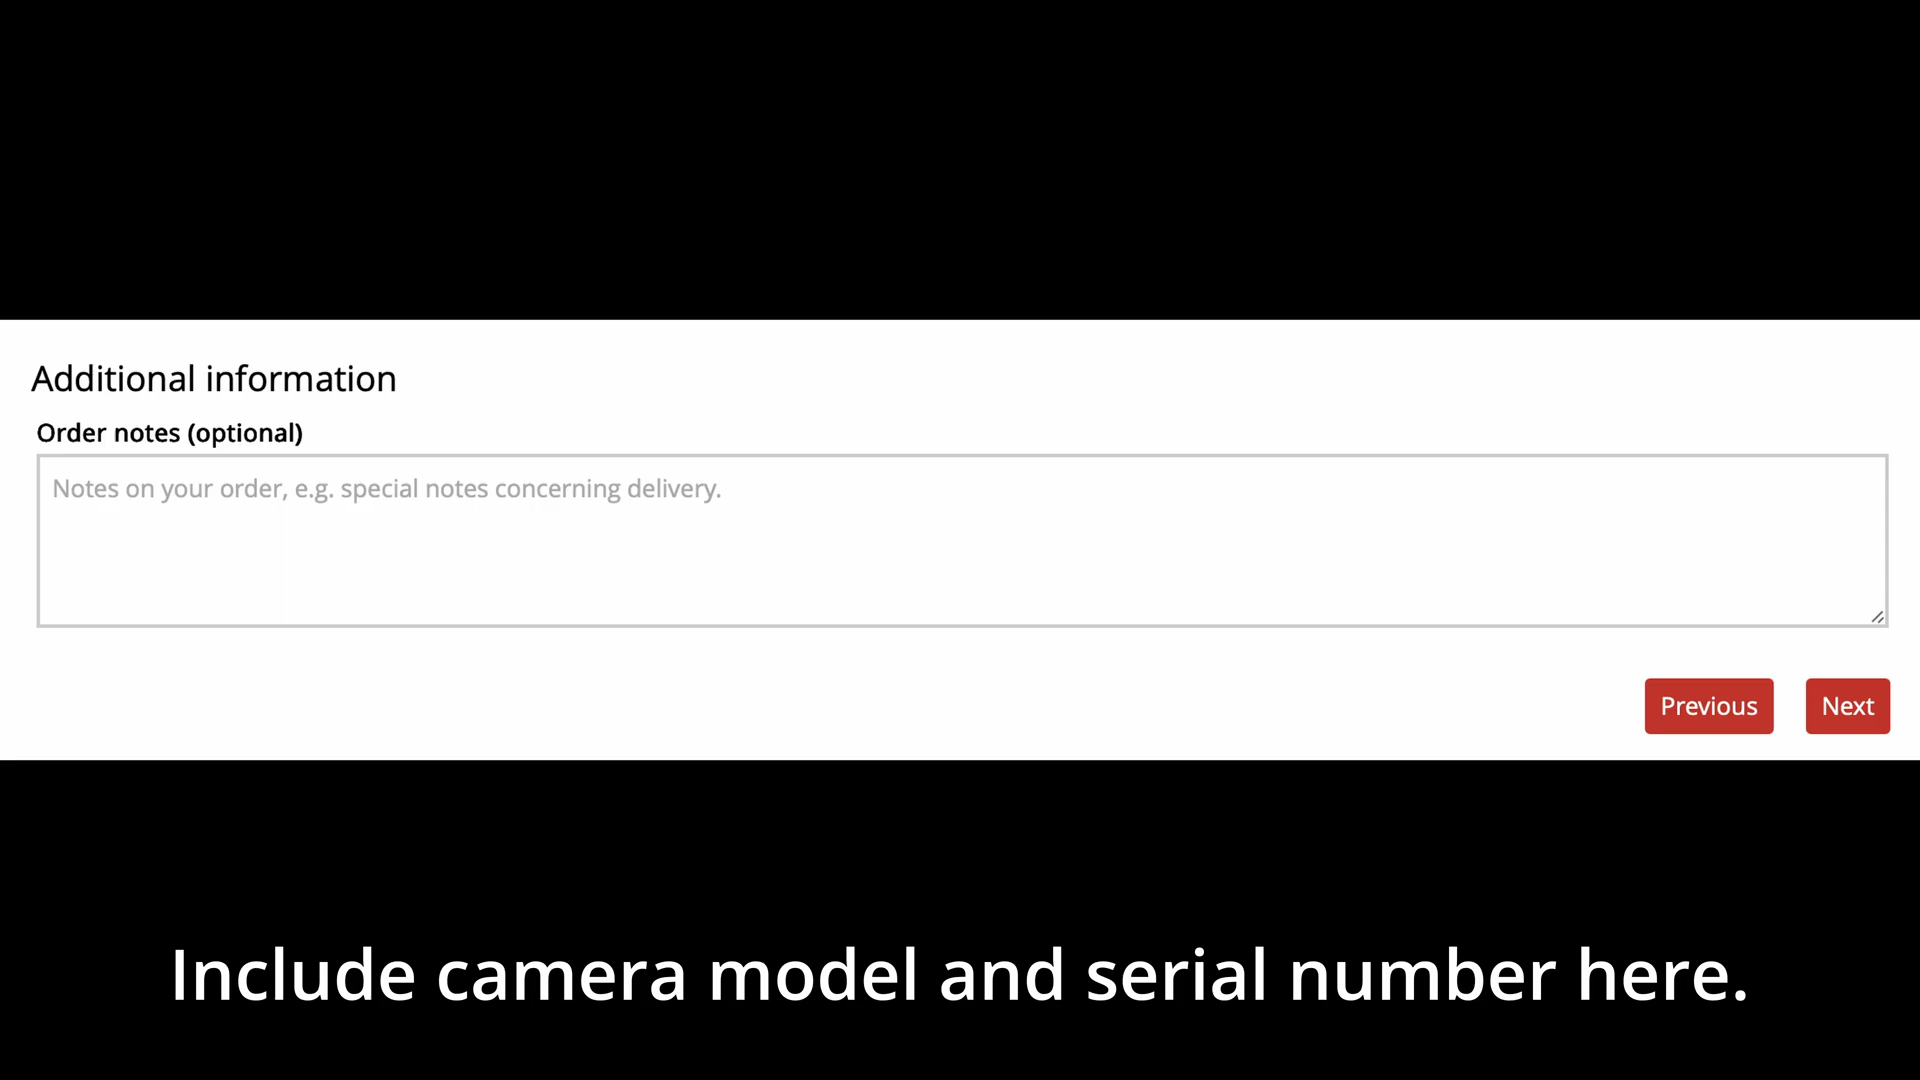 Additional information
Order notes (optional)
Notes on your order, e.g. special notes concerning delivery.
Previous Next
Include camera model and serial number here.